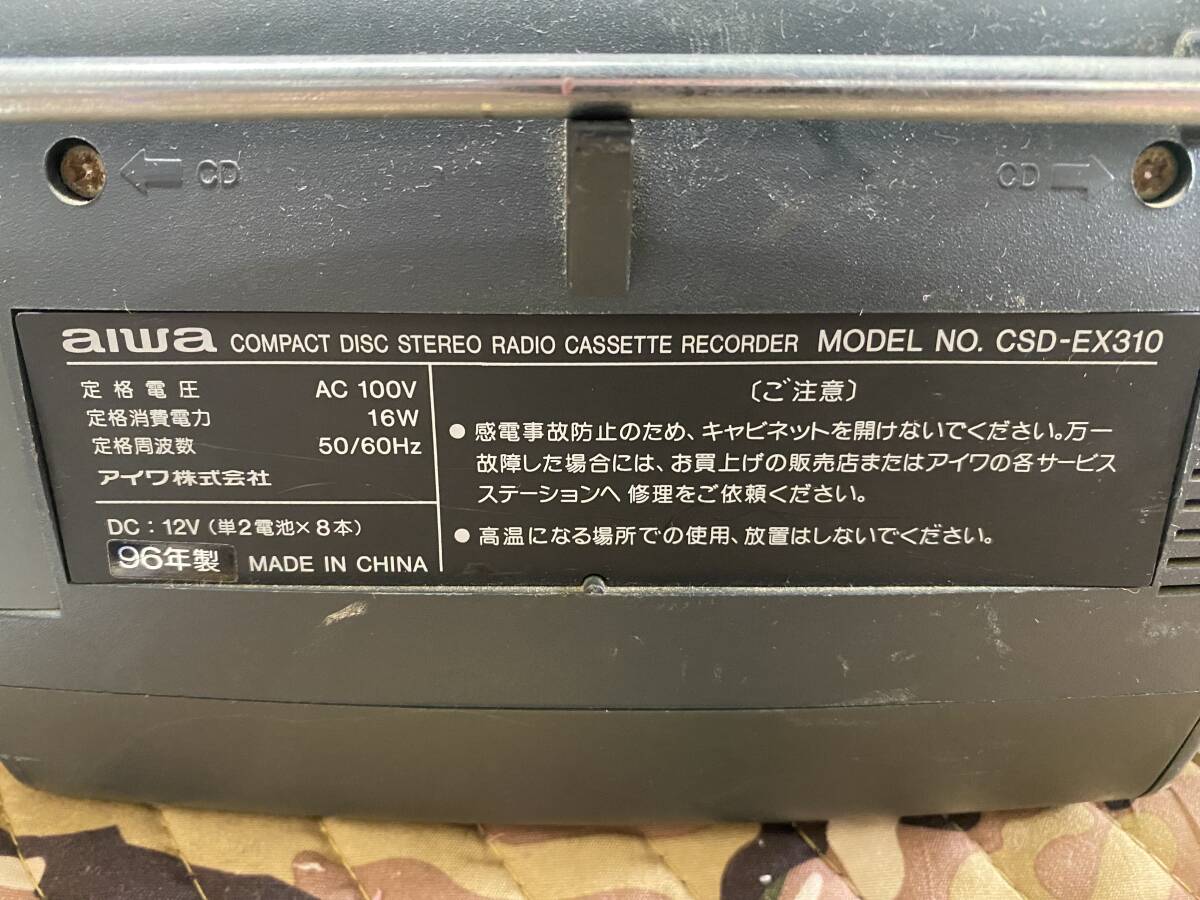 CD CD
aiwa COMPACT DISC STEREO RADIO CASSETTE RECORDER MODEL NO. CSD-EX310
定格電圧 AC 100V
定格消費電力 16W
定格周波数 50/60Hz
アイワ株式会社
DC : 12V (単2電池×8本)
96年製 MADE IN CHINA
〔ご注意〕
● 感電事故防止のため、キャビネットを開けないでください。万一
故障した場合には、お買上げの販売店またはアイワの各サービス
ステーションへ 修理をご依頼ください。
● 高温になる場所での使用、放置はしないでください。